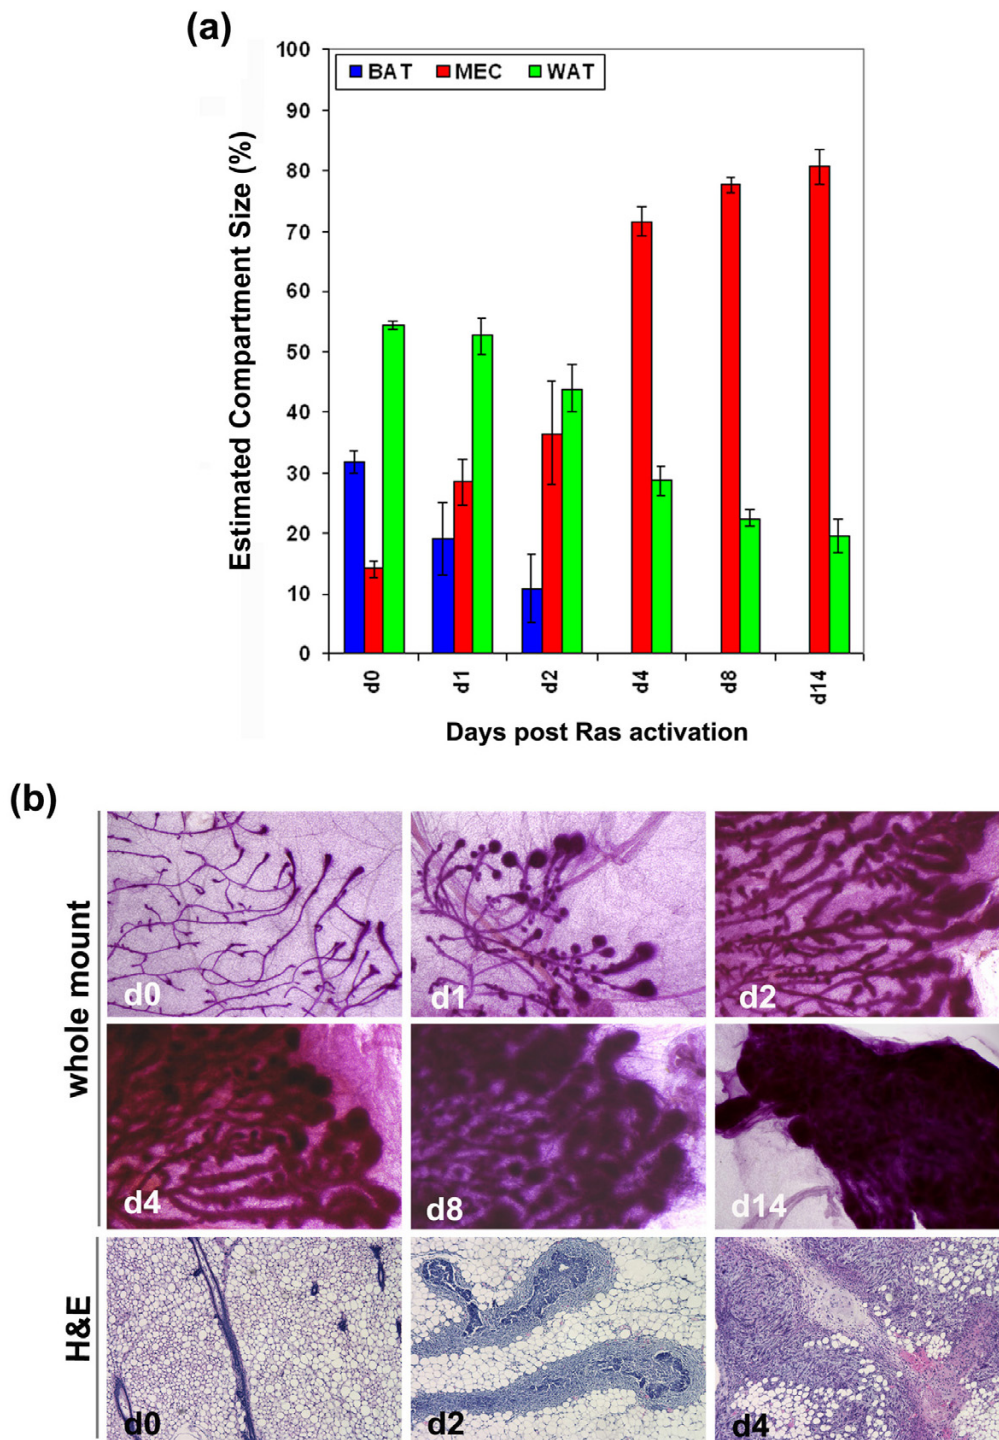 (a)
100
90
80
70
60
50
40
30
20
10
0
Estimated Compartment Size (%)
BAT MEC WAT
d0 d1 d2 d4 d8 d14
Days post Ras activation
(b)
whole mount
d0 d1 d2
d4 d8 d14
H&E
d0 d2 d4